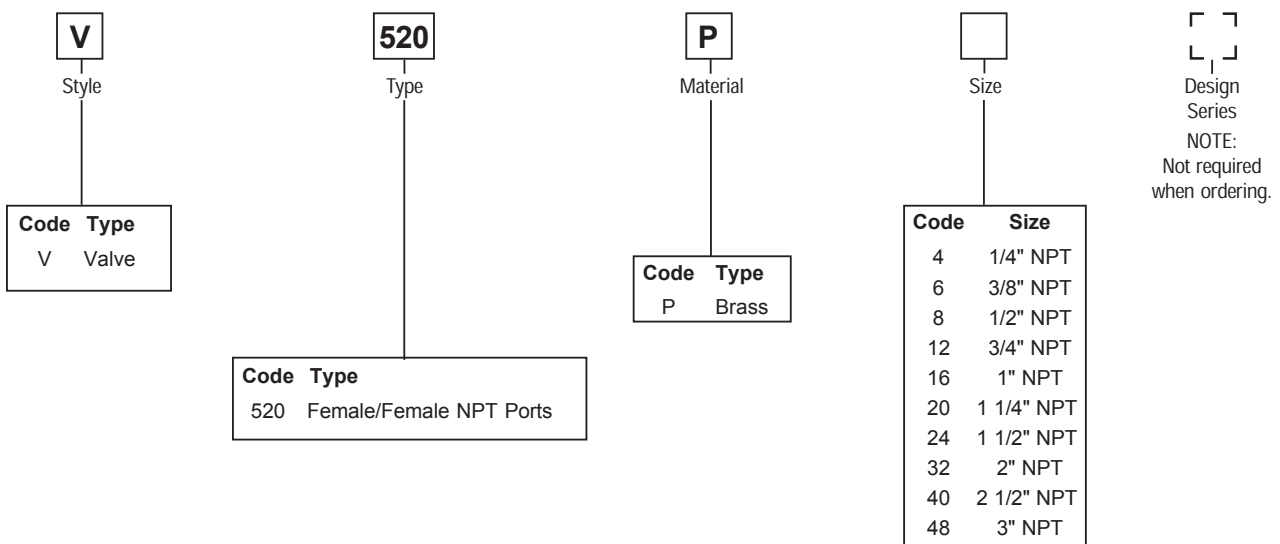 V 520 P
Style Type Material Size Design
Series
NOTE:
Not required
when ordering.
Code Type
V Valve
Code Type
520 Female/Female NPT Ports
Code Type
P Brass
Code Size
4 1/4" NPT
6 3/8" NPT
8 1/2" NPT
12 3/4" NPT
16 1" NPT
20 1 1/4" NPT
24 1 1/2" NPT
32 2" NPT
40 2 1/2" NPT
48 3" NPT